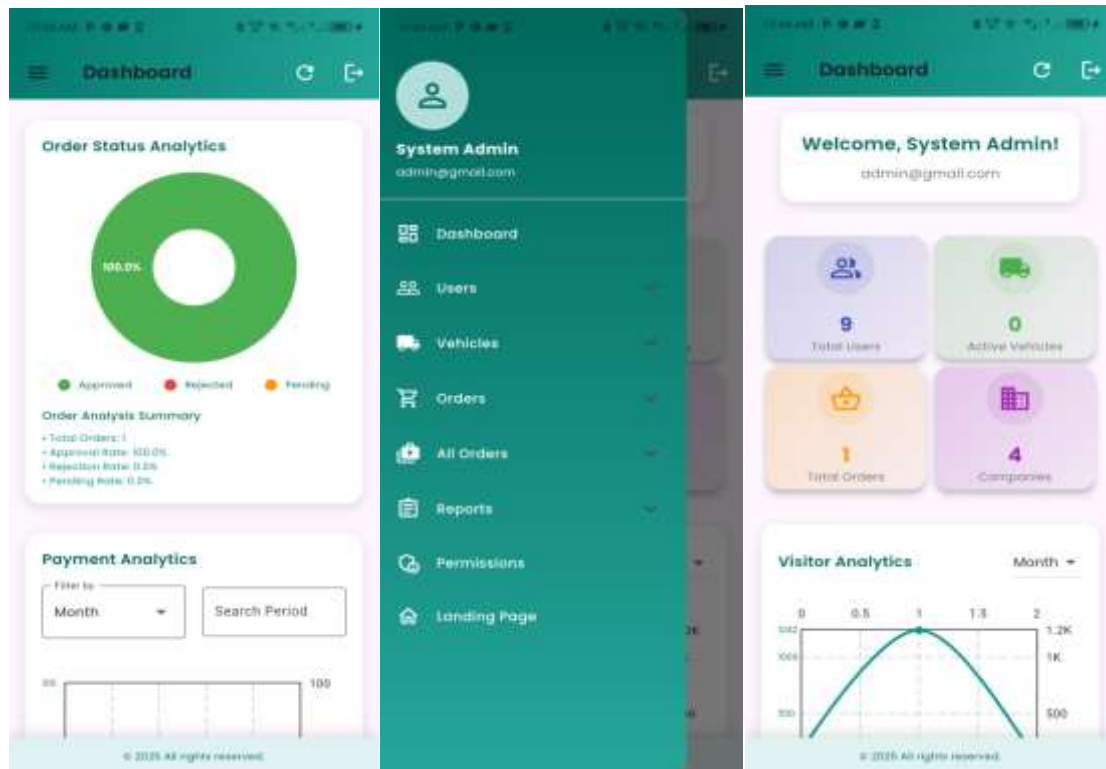 Dashboard
Order Status Analytics
100.0%
Approved Rejected Pending
Order Analysis Summary
• Total Orders: 1
• Approval Rate: 100.0%
• Rejection Rate: 0.0%
• Pending Rate: 0.0%
Payment Analytics
Filter by
Month
Search Period
100
© 2025 All rights reserved.
System Admin
admin@gmail.com
Dashboard
Users
Vehicles
Orders
All Orders
Reports
Permissions
Landing Page
Dashboard
Welcome, System Admin!
admin@gmail.com
9
Total Users
0
Active Vehicles
1
Total Orders
4
Companies
Visitor Analytics
Month
0 0.5 1 1.5 2
1.2K
1000 1K
500 500
© 2025 All rights reserved.